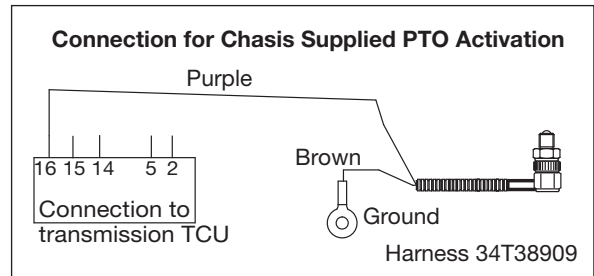 Connection for Chasis Supplied PTO Activation
Purple
16 15 14 5 2
Brown
Connection to
transmission TCU
Ground
Harness 34T38909